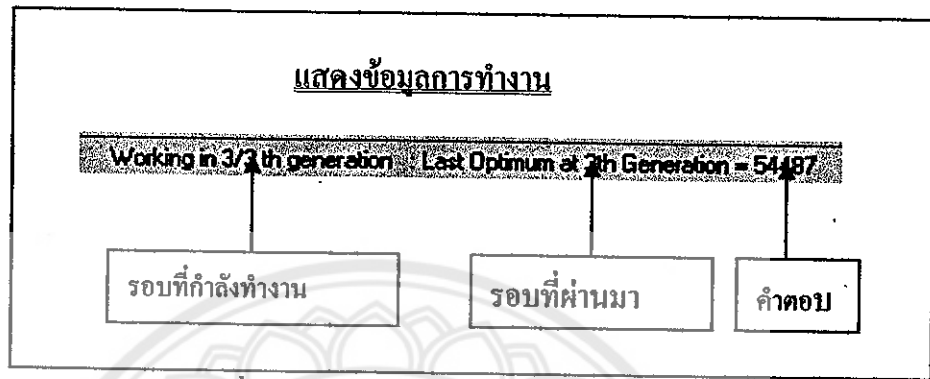 แสดงข้อมูลการทำงาน
Working in 3/3 th generation Last Optimum at 2th Generation = 54487
รอบที่กำลังทำงาน
รอบที่ผ่านมา
คำตอบ